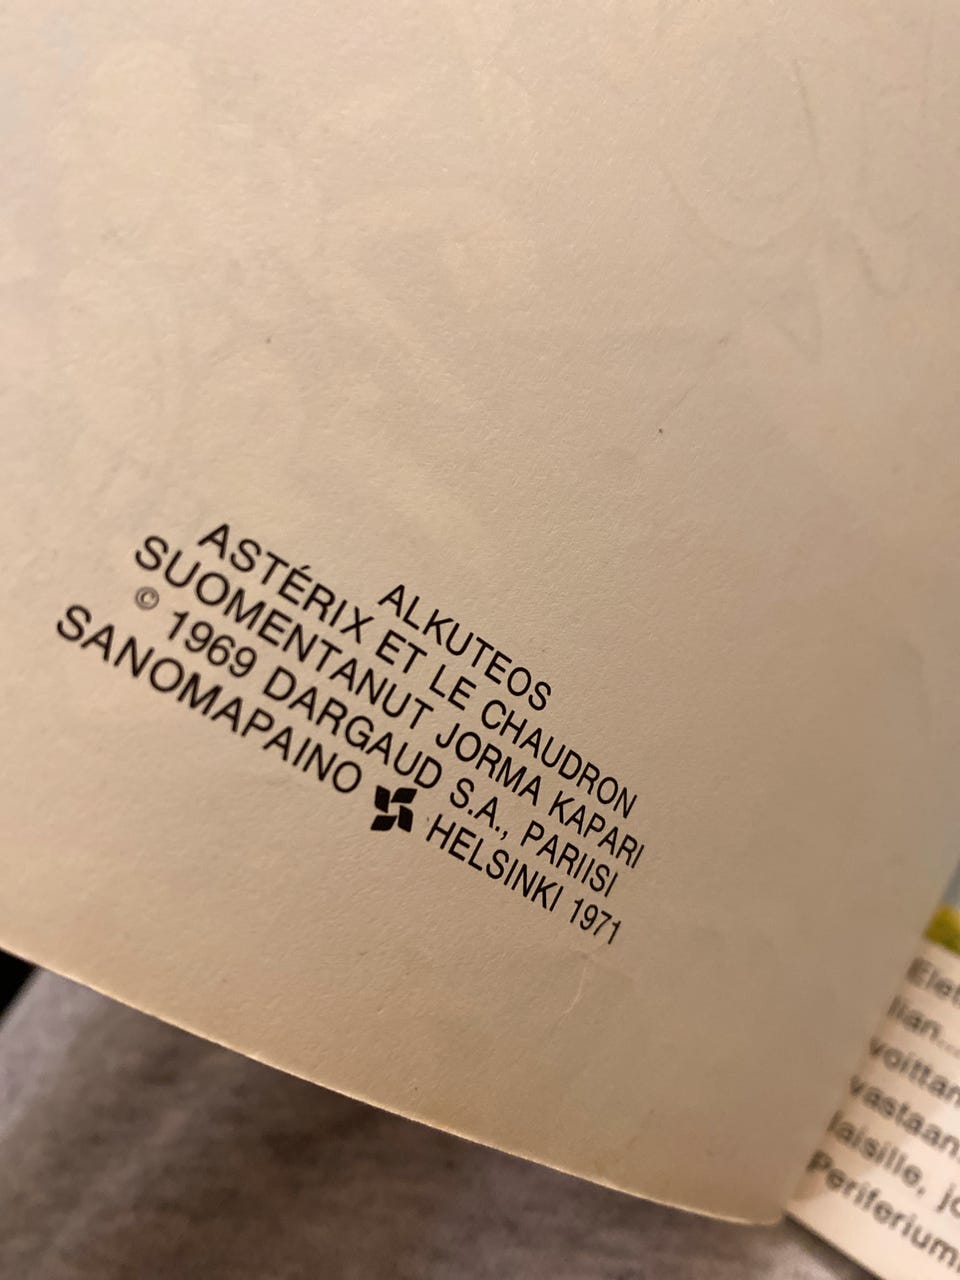 ALKUTEOS
ASTÉRIX ET LE CHAUDRON
SUOMENTANUT JORMA KAPARI
© 1969 DARGAUD S.A., PARIISI
SANOMAPAINO HELSINKI 1971